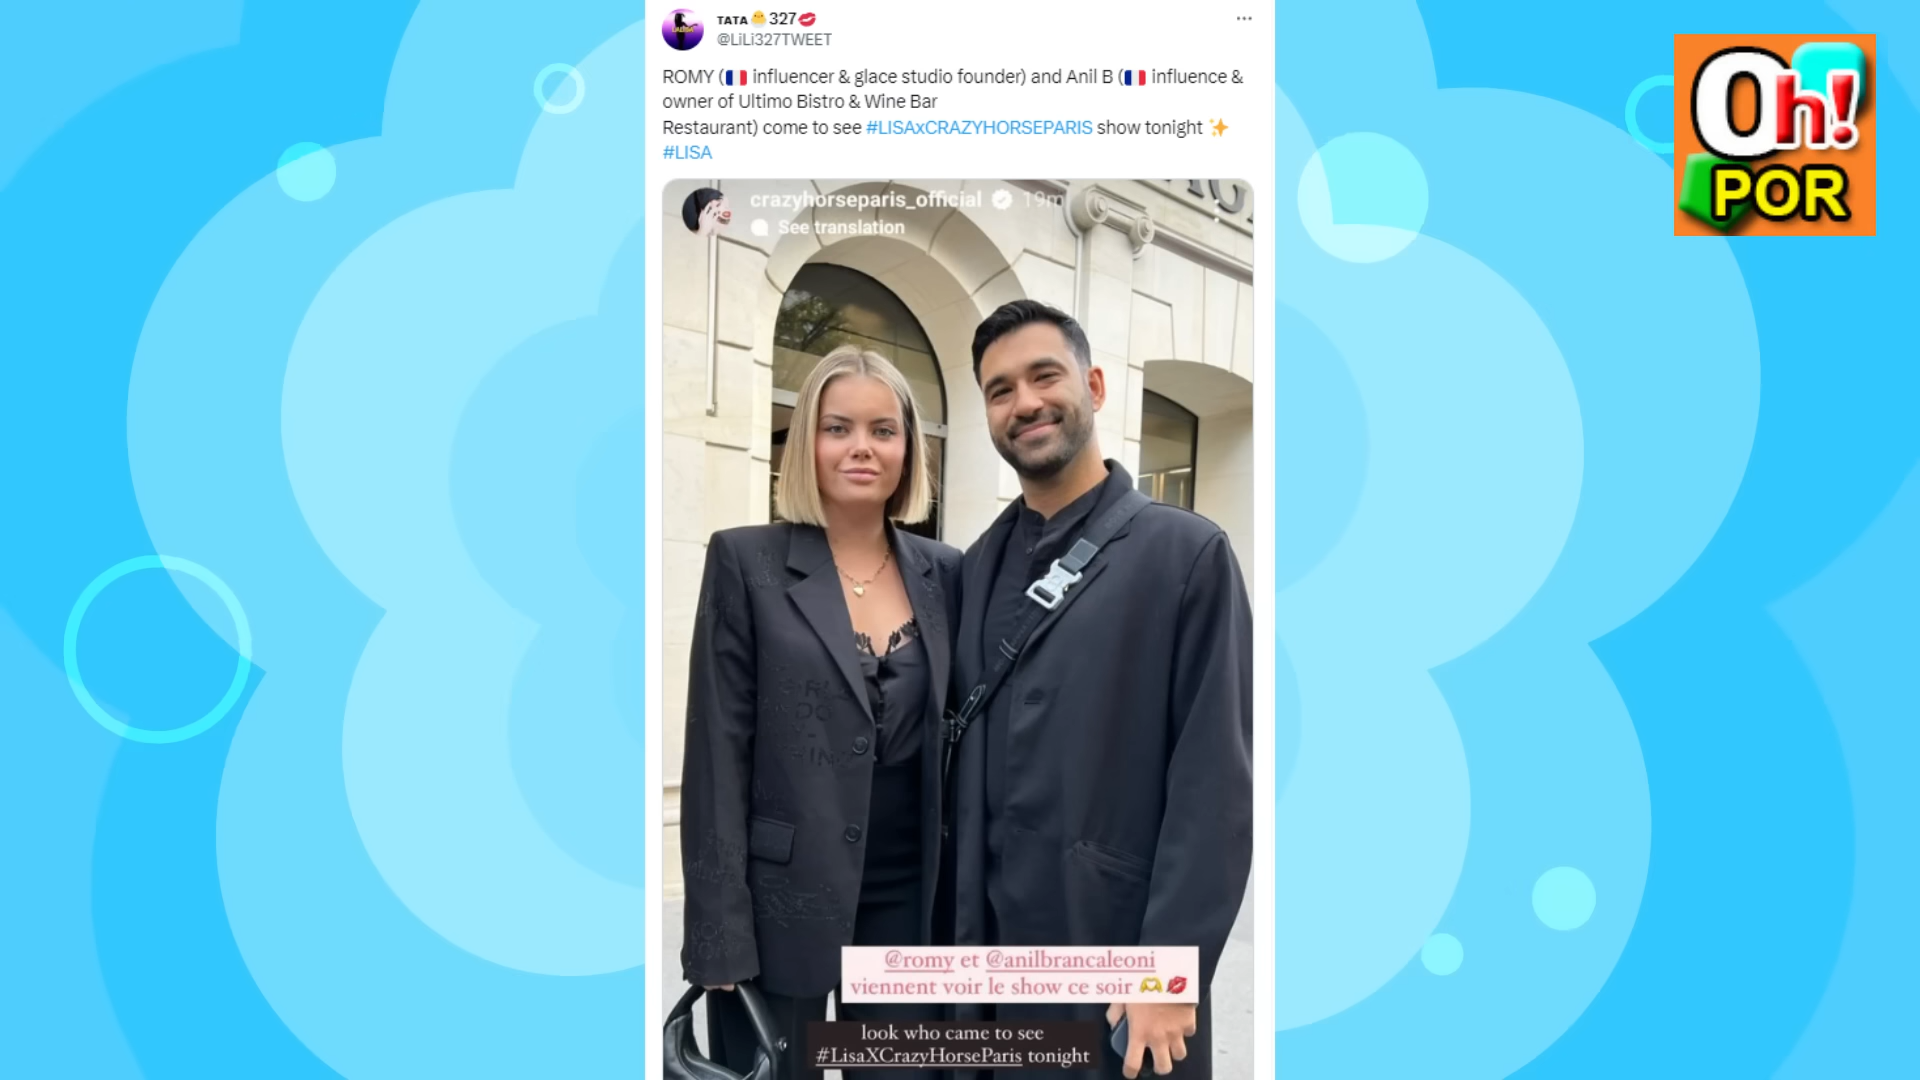 TATA🐣327💋
@LiLi327TWEET
ROMY (🇫🇷 influencer & glace studio founder) and Anil B (🇫🇷 influence &
owner of Ultimo Bistro & Wine Bar
Restaurant) come to see #LISAxCRAZYHORSEPARIS show tonight ✨
#LISA
crazyhorseparis_official 19m
See translation
@romy et @anilbrancaleoni
viennent voir le show ce soir 🫶💋
look who came to see
#LisaXCrazyHorseParis tonight
Oh!
POR